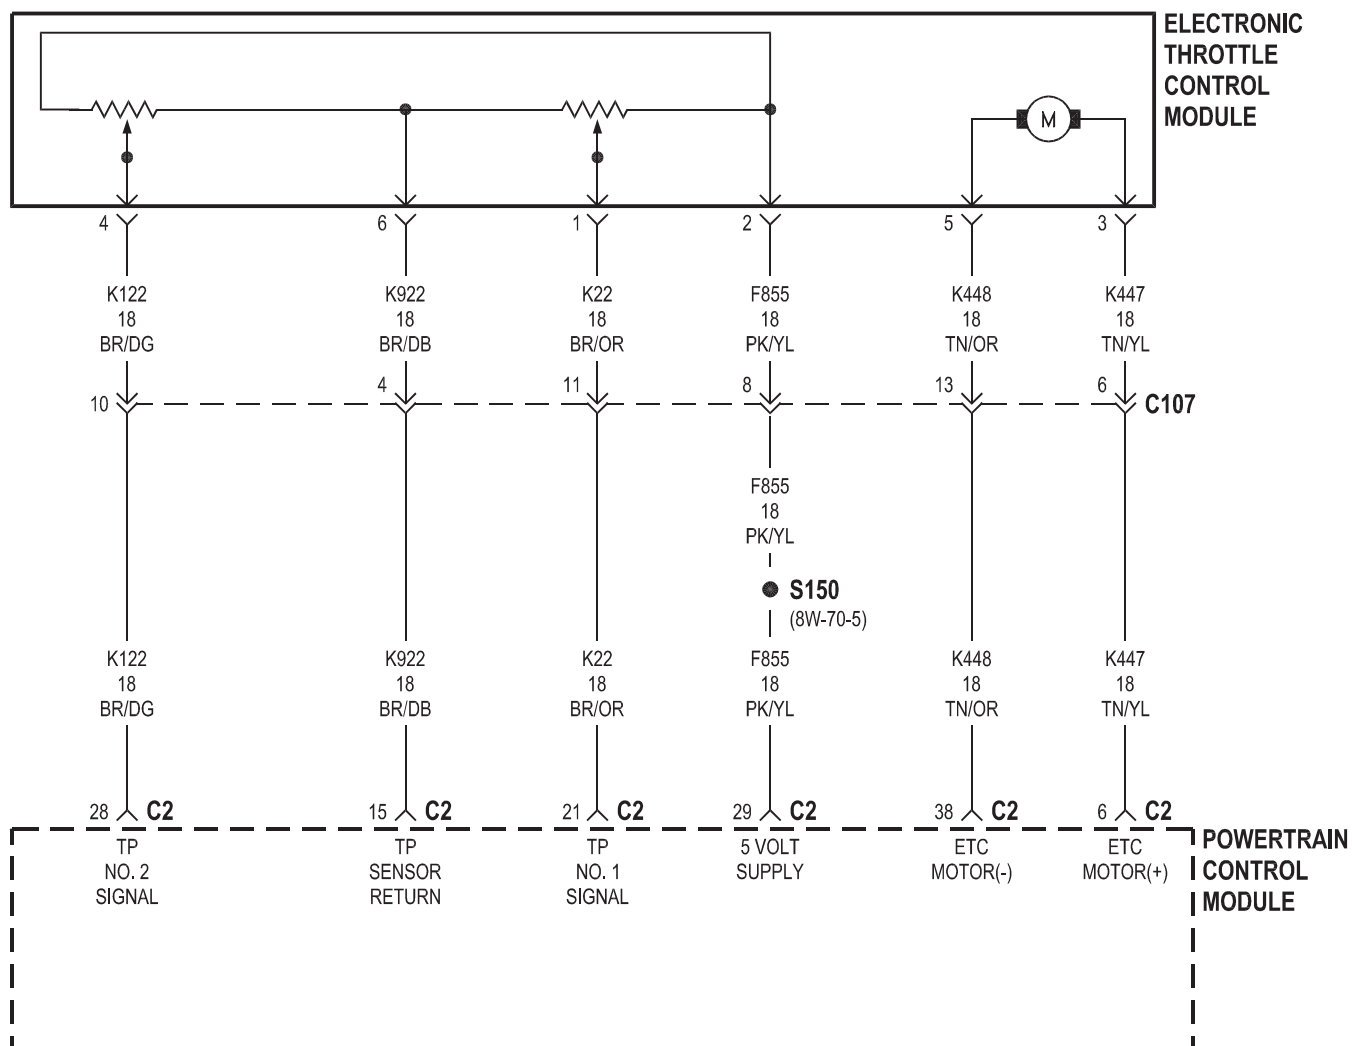 ELECTRONIC
THROTTLE
CONTROL
MODULE
M
4 6 1 2 5 3
K122 K922 K22 F855 K448 K447
18 18 18 18 18 18
BR/DG BR/DB BR/OR PK/YL TN/OR TN/YL
10 4 11 8 13 6 C107
F855
18
PK/YL
S150
(8W-70-5)
K122 K922 K22 F855 K448 K447
18 18 18 18 18 18
BR/DG BR/DB BR/OR PK/YL TN/OR TN/YL
28 C2 15 C2 21 C2 29 C2 38 C2 6 C2
TP
NO. 2
SIGNAL
TP
SENSOR
RETURN
TP
NO. 1
SIGNAL
5 VOLT
SUPPLY
ETC
MOTOR(-)
ETC
MOTOR(+)
POWERTRAIN
CONTROL
MODULE